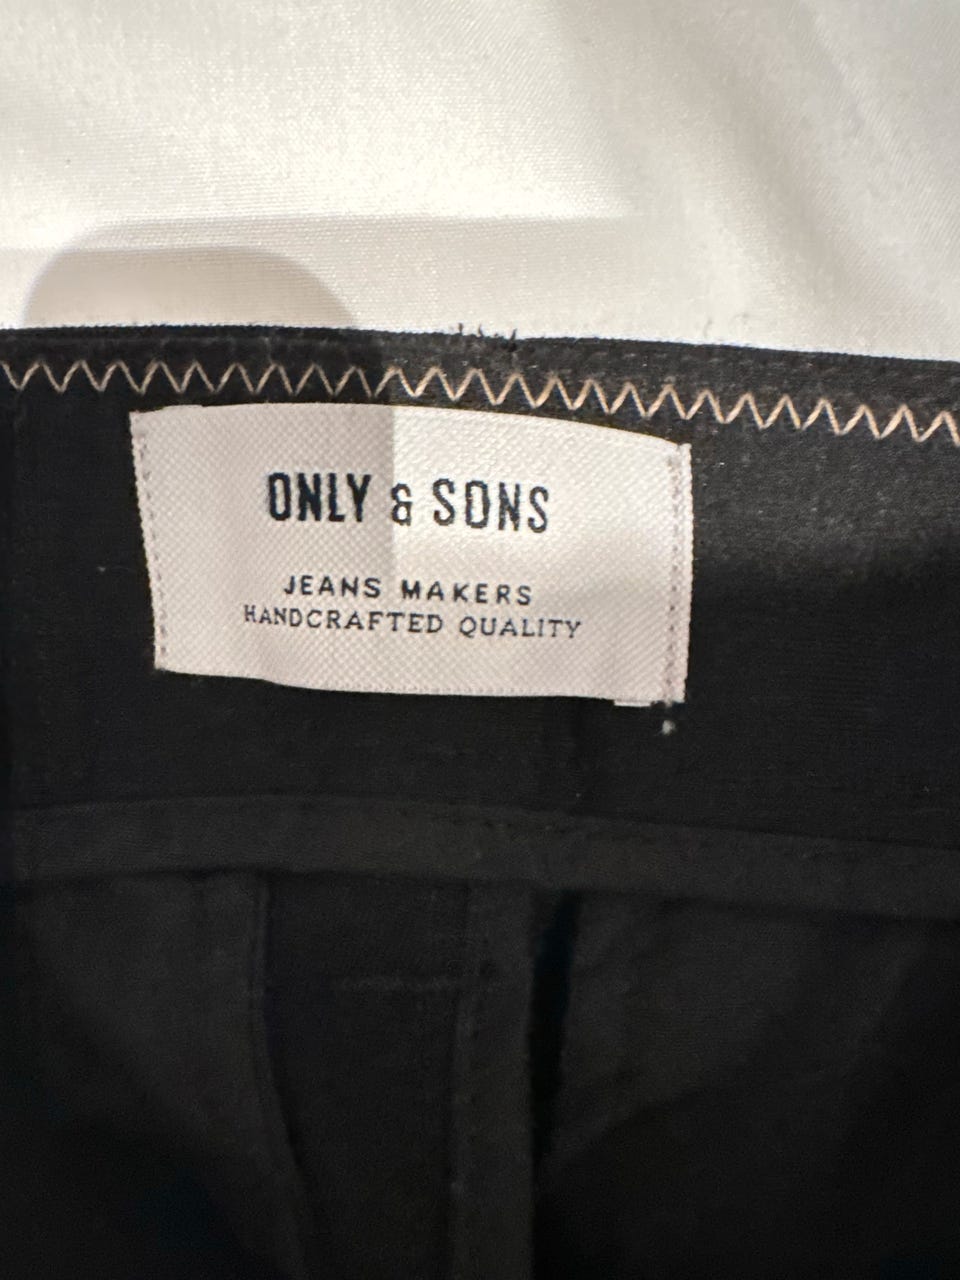 ONLY & SONS
JEANS MAKERS
HANDCRAFTED QUALITY